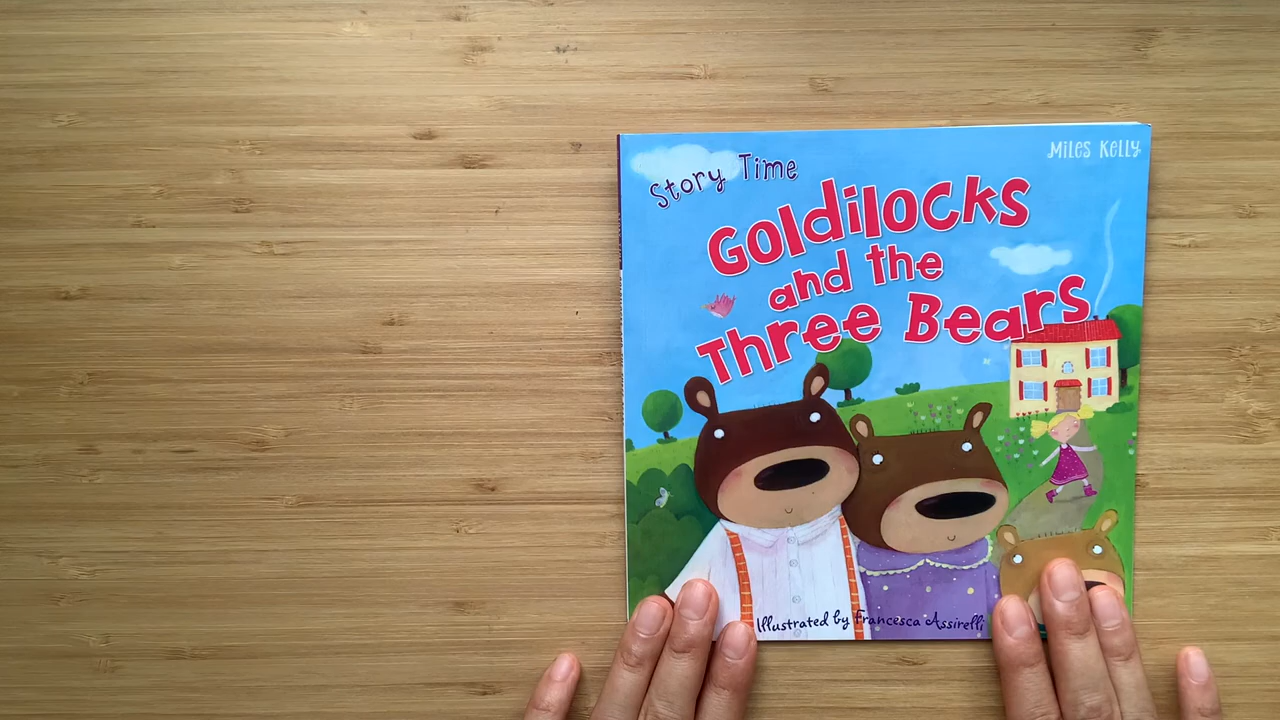 Miles Kelly
Story Time
Goldilocks
and the
Three Bears
Illustrated by Francesca Assirelli